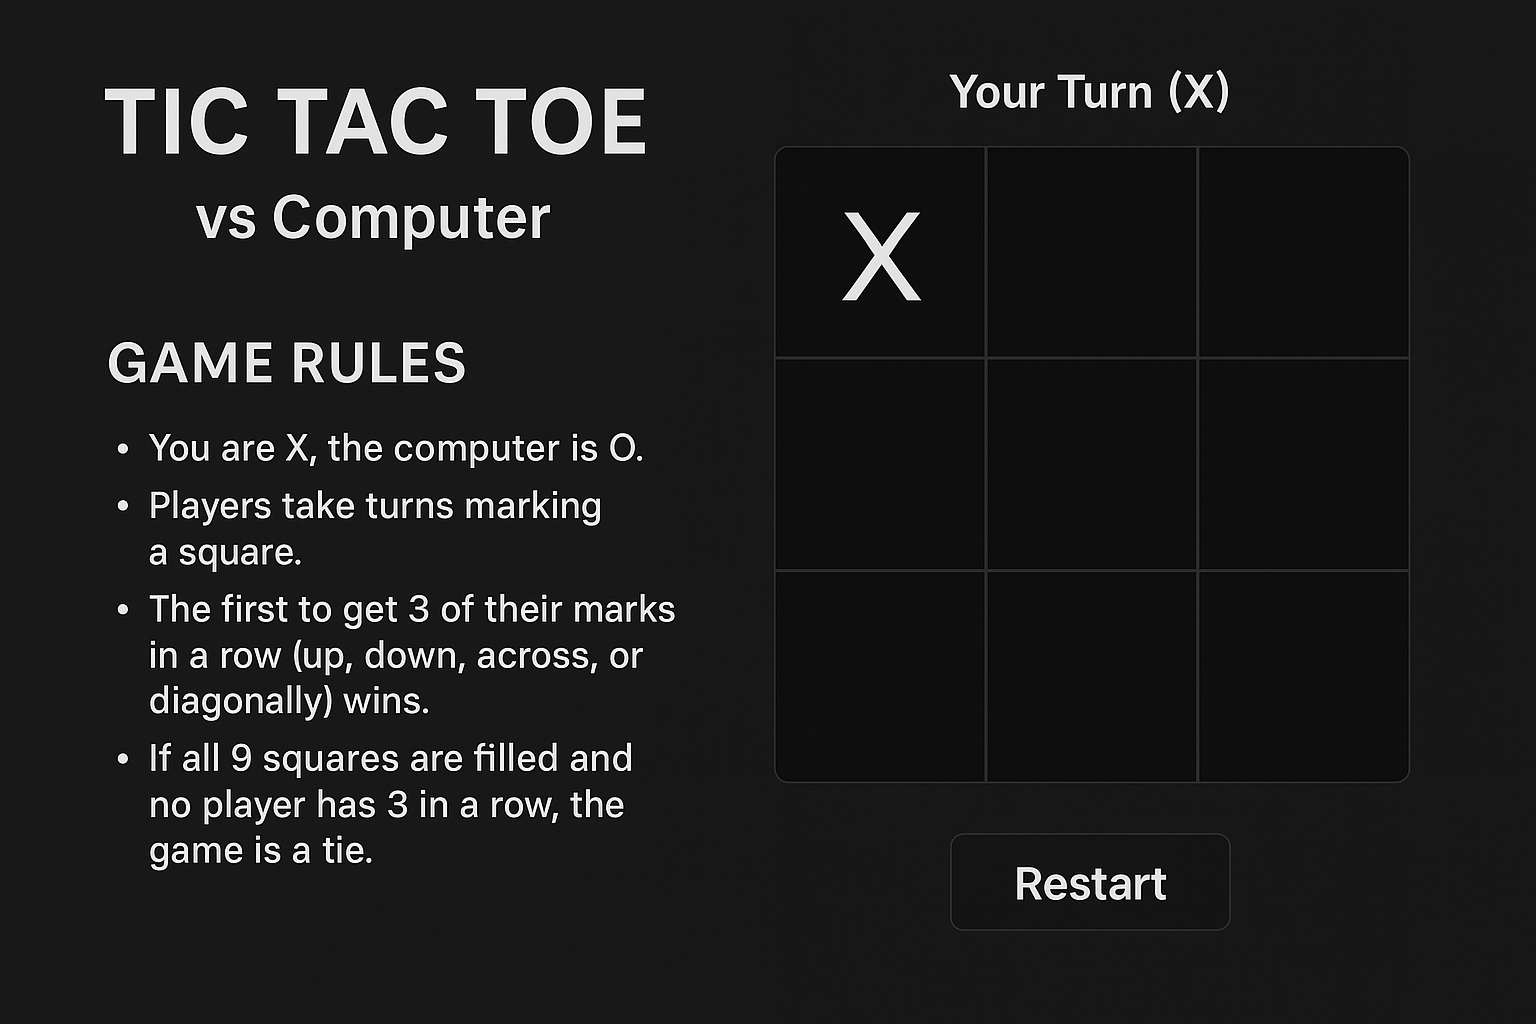 TIC TAC TOE
vs Computer
GAME RULES
• You are X, the computer is O.
• Players take turns marking
a square.
• The first to get 3 of their marks
in a row (up, down, across, or
diagonally) wins.
• If all 9 squares are filled and
no player has 3 in a row, the
game is a tie.
Your Turn (X)
X
Restart